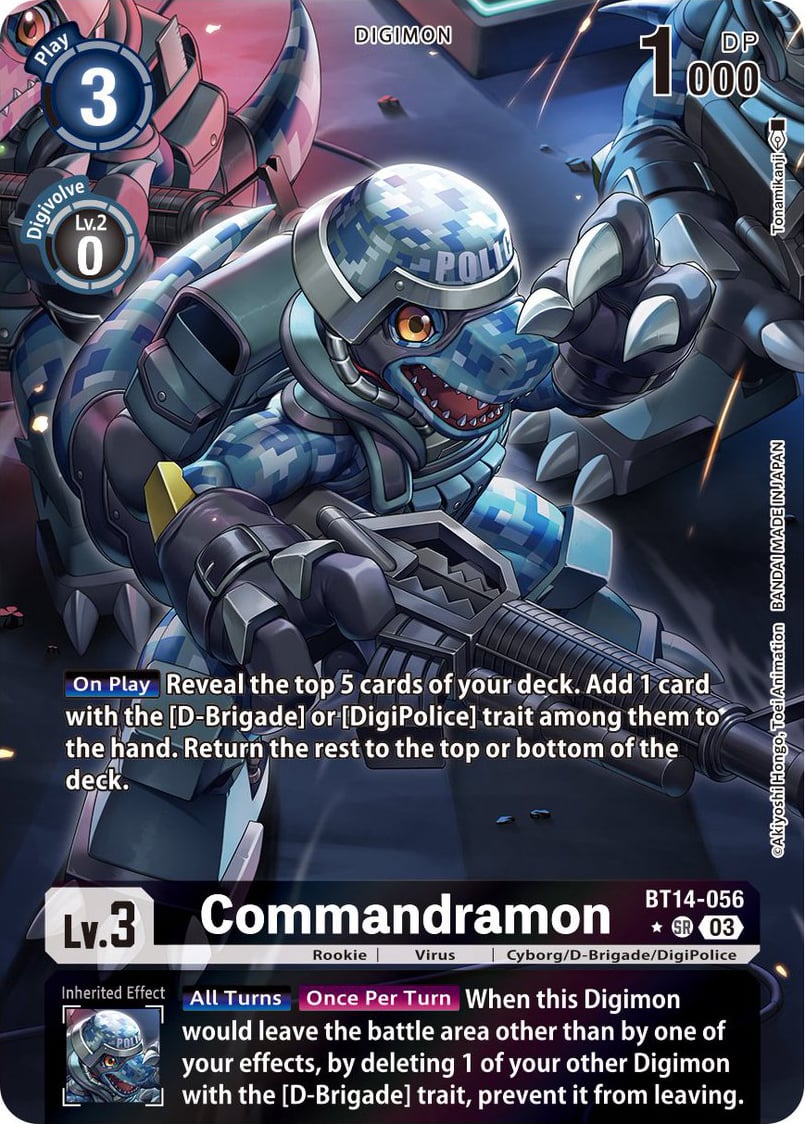 DIGIMON
Play
3
DP
1000
Digivolve
Lv.2
0
Tonamikanji
POLIC
On Play Reveal the top 5 cards of your deck. Add 1 card
with the [D-Brigade] or [DigiPolice] trait among them to
the hand. Return the rest to the top or bottom of the
deck.
©Akiyoshi Hongo, Toei Animation BANDAI MADE IN JAPAN
BT14-056
Lv.3 Commandramon
SR 03
Rookie | Virus | Cyborg/D-Brigade/DigiPolice
Inherited Effect
All Turns Once Per Turn When this Digimon
would leave the battle area other than by one of
your effects, by deleting 1 of your other Digimon
with the [D-Brigade] trait, prevent it from leaving.
POLI